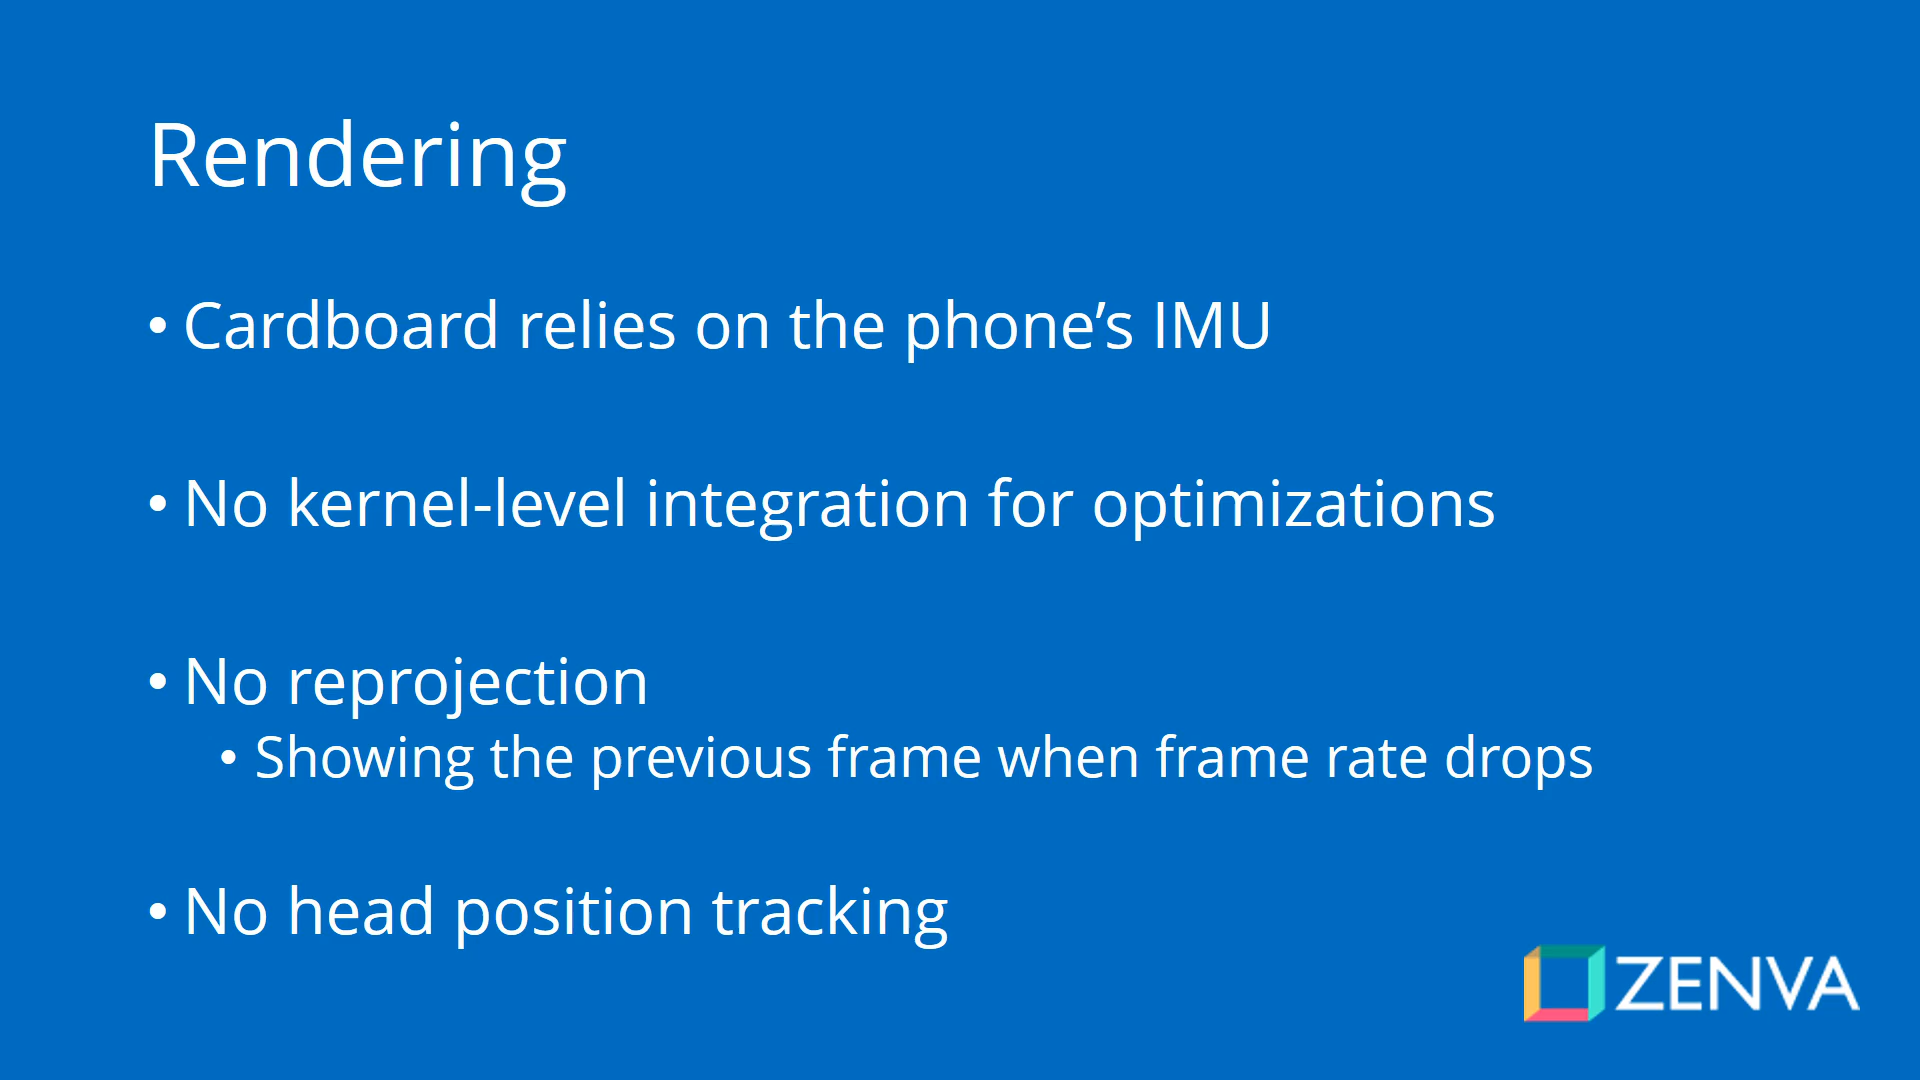 Rendering
• Cardboard relies on the phone’s IMU
• No kernel-level integration for optimizations
• No reprojection
• Showing the previous frame when frame rate drops
• No head position tracking
ZENVA